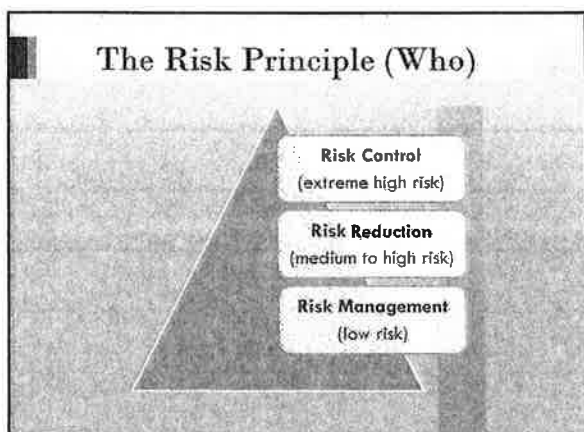 The Risk Principle (Who)
Risk Control
(extreme high risk)
Risk Reduction
(medium to high risk)
Risk Management
(low risk)